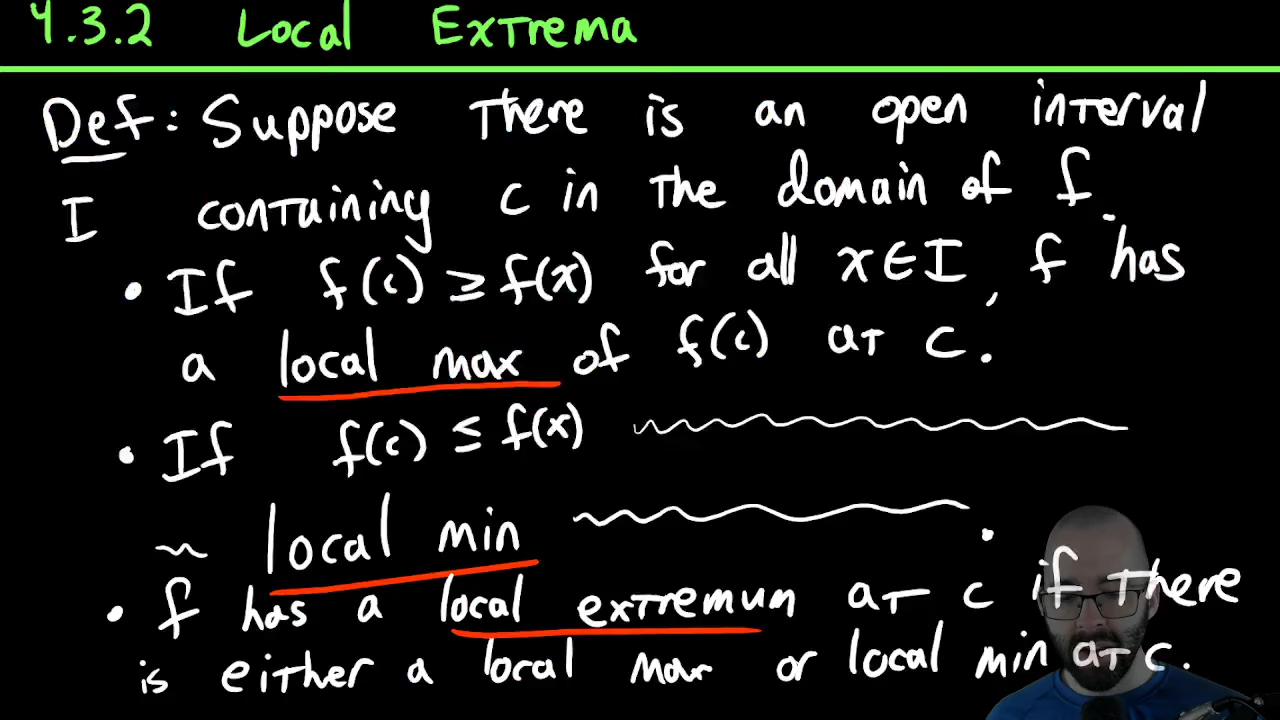 4.3.2 Local Extrema
Def: Suppose there is an open interval
I containing c in the domain of f.
• If f(c) ≥ f(x) for all x∈I, f has
a local max of f(c) at c.
• If f(c) ≤ f(x)
local min .
• f has a local extremum at c if there
is either a local max or local min at c.